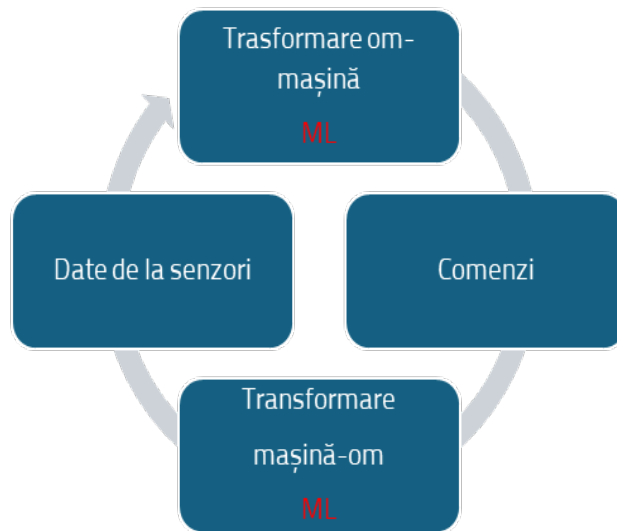 Trasformare om-
mașină
ML
Date de la senzori
Comenzi
Transformare
mașină-om
ML